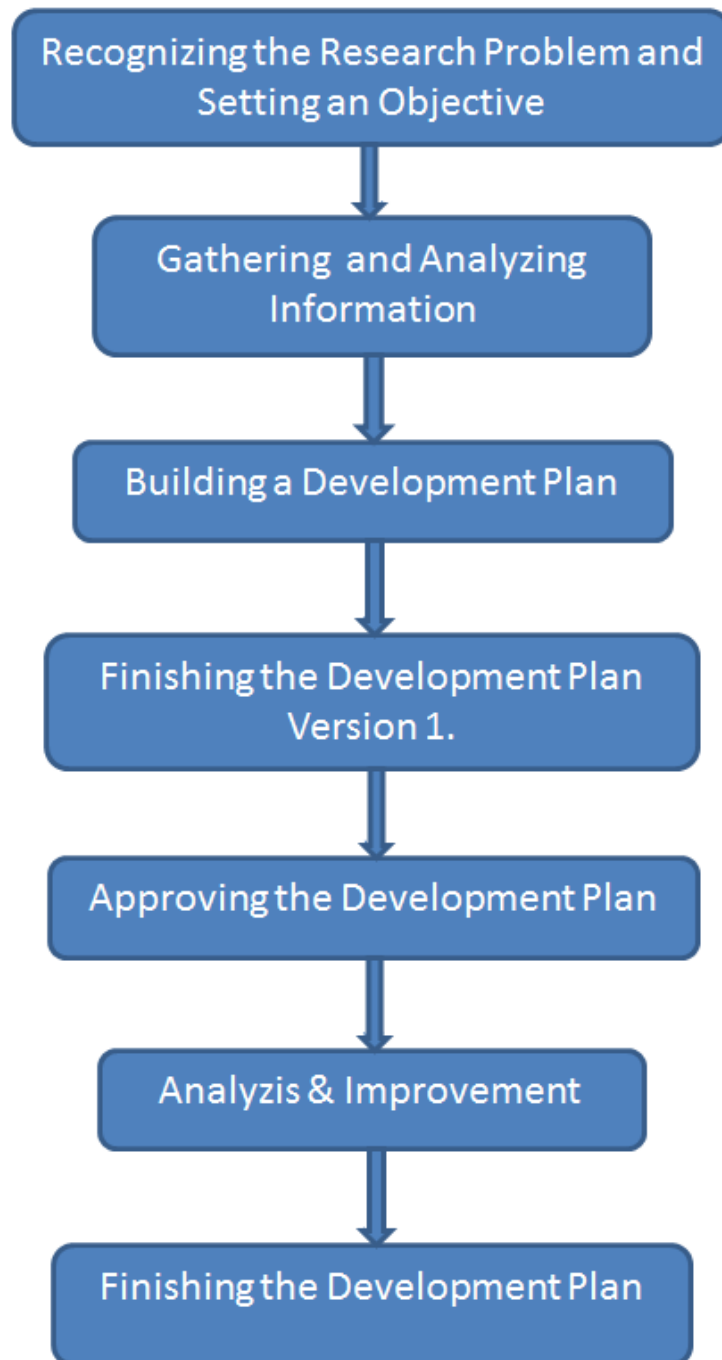 Recognizing the Research Problem and
Setting an Objective
Gathering and Analyzing
Information
Building a Development Plan
Finishing the Development Plan
Version 1.
Approving the Development Plan
Analyzis & Improvement
Finishing the Development Plan